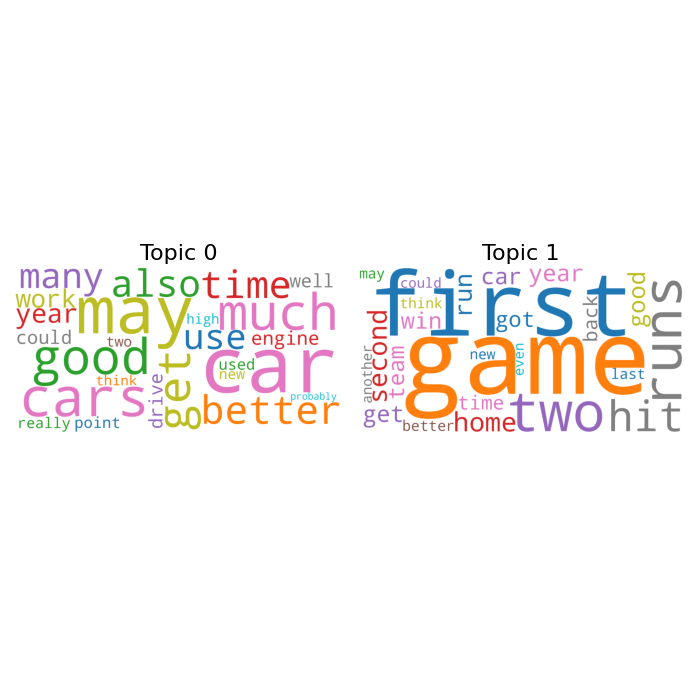 Topic 0
many
also
time
well
work
may
much
year
high
use
engine
could
two
good
get
used
new
car
think
cars
drive
better
probably
really
point
Topic 1
may
could
run
car
year
good
first
think
win
got
back
runs
second
game
new
even
another
team
last
get
time
two
hit
better
home